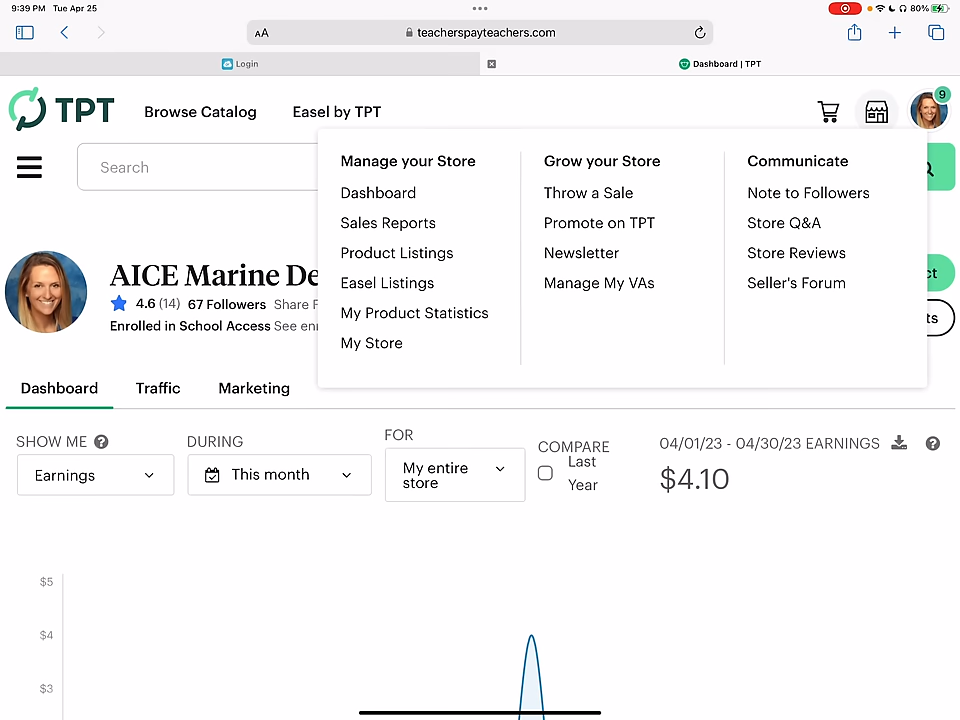 9:39 PM Tue Apr 25
80%
AA teacherspayteachers.com
Login
Dashboard | TPT
TPT Browse Catalog Easel by TPT
9
Search
Manage your Store
Dashboard
Sales Reports
Product Listings
Easel Listings
My Product Statistics
My Store
Grow your Store
Throw a Sale
Promote on TPT
Newsletter
Manage My VAs
Communicate
Note to Followers
Store Q&A
Store Reviews
Seller's Forum
AICE Marine De
4.6 (14) 67 Followers Share F
Enrolled in School Access See enr
ct
ts
Dashboard Traffic Marketing
SHOW ME ?
Earnings
DURING
This month
FOR
My entire
store
COMPARE
Last
Year
04/01/23 - 04/30/23 EARNINGS ?
$4.10
$5
$4
$3